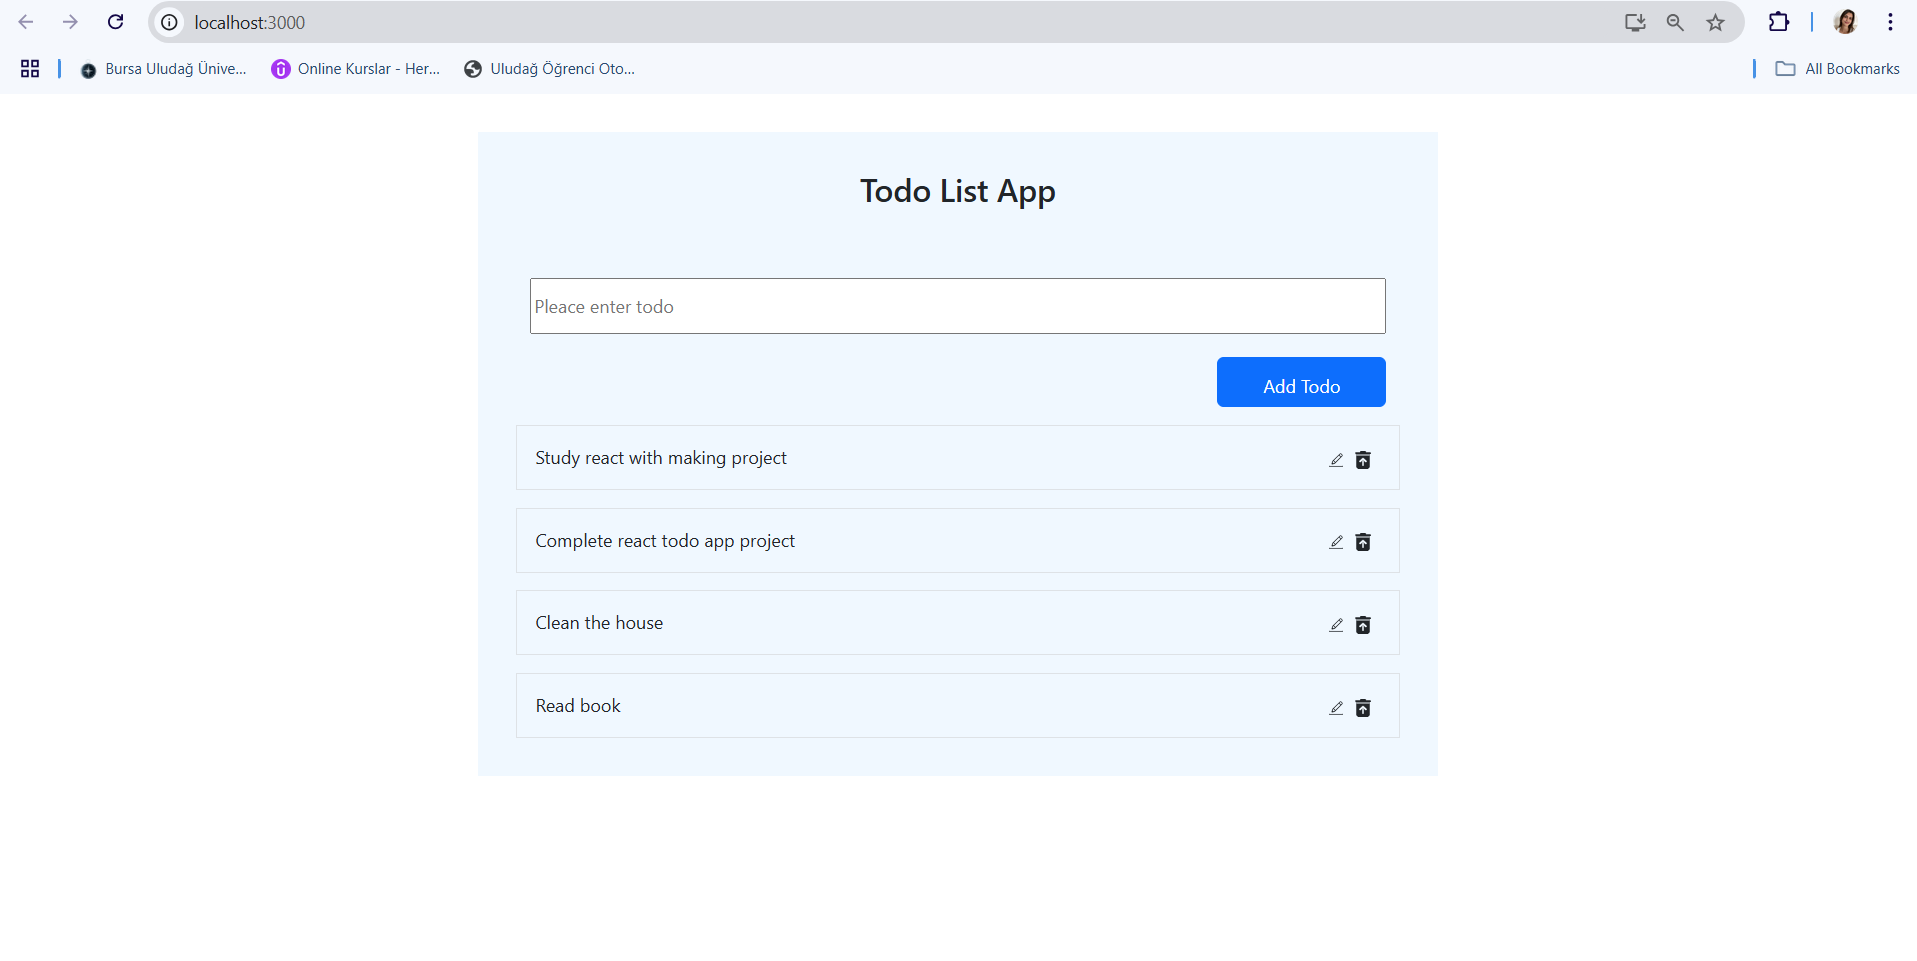 localhost:3000
Bursa Uludağ Ünive... Online Kurslar - Her... Uludağ Öğrenci Oto... All Bookmarks
Todo List App
Pleace enter todo
Add Todo
Study react with making project
Complete react todo app project
Clean the house
Read book